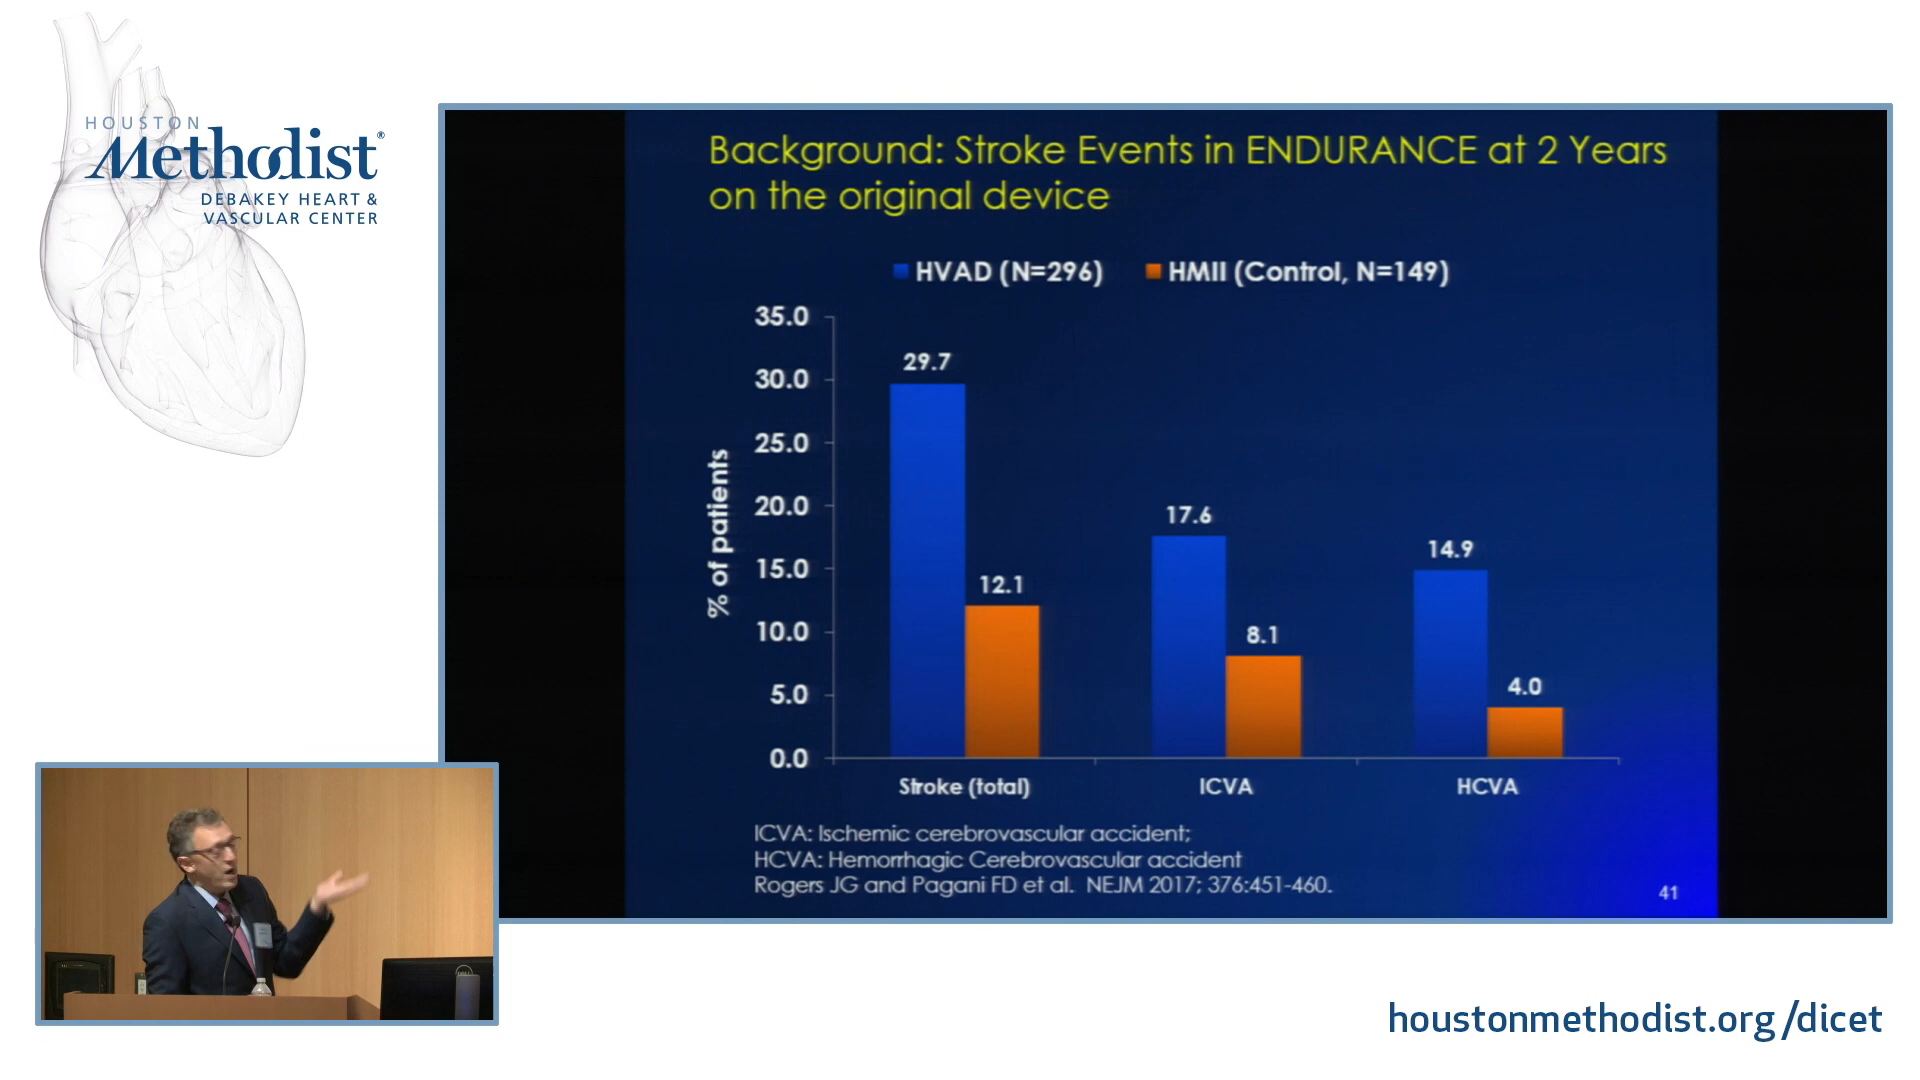 HOUSTON
Methodist®
DEBAKEY HEART &
VASCULAR CENTER
Background: Stroke Events in ENDURANCE at 2 Years
on the original device
HVAD (N=296) HMII (Control, N=149)
% of patients
35.0
30.0
25.0
20.0
15.0
10.0
5.0
0.0
29.7
12.1
17.6
8.1
14.9
4.0
Stroke (total) ICVA HCVA
ICVA: Ischemic cerebrovascular accident;
HCVA: Hemorrhagic Cerebrovascular accident
Rogers JG and Pagani FD et al. NEJM 2017; 376:451-460.
41
houstonmethodist.org/dicet